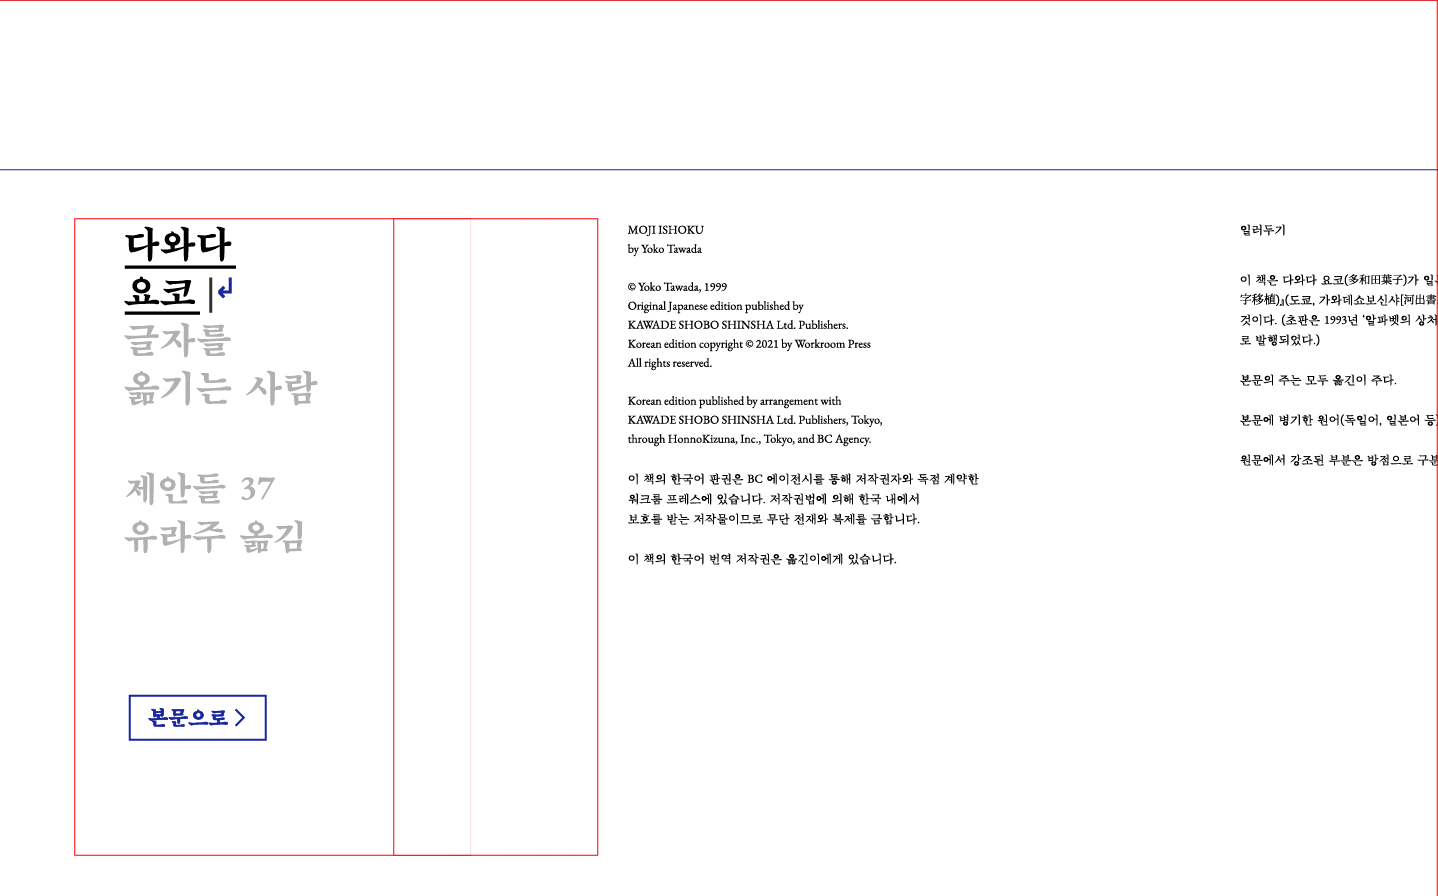 다와다
요코
글자를
옮기는 사람
제안들 37
유라주 옮김
본문으로 >
MOJI ISHOKU
by Yoko Tawada
© Yoko Tawada, 1999
Original Japanese edition published by
KAWADE SHOBO SHINSHA Ltd. Publishers.
Korean edition copyright © 2021 by Workroom Press
All rights reserved.
Korean edition published by arrangement with
KAWADE SHOBO SHINSHA Ltd. Publishers, Tokyo,
through HonnoKizuna, Inc., Tokyo, and BC Agency.
이 책의 한국어 판권은 BC 에이전시를 통해 저작권자와 독점 계약한
워크룸 프레스에 있습니다. 저작권법에 의해 한국 내에서
보호를 받는 저작물이므로 무단 전재와 복제를 금합니다.
이 책의 한국어 번역 저작권은 옮긴이에게 있습니다.
일러두기
이 책은 다와다 요코(多和田葉子)가 일
字移植)』(도쿄, 가와데쇼보신샤[河出書
것이다. (초판은 1993년 ‘알파벳의 상처
로 발행되었다.)
본문의 주는 모두 옮긴이 주다.
본문에 병기한 원어(독일어, 일본어 등)
원문에서 강조된 부분은 방점으로 구분